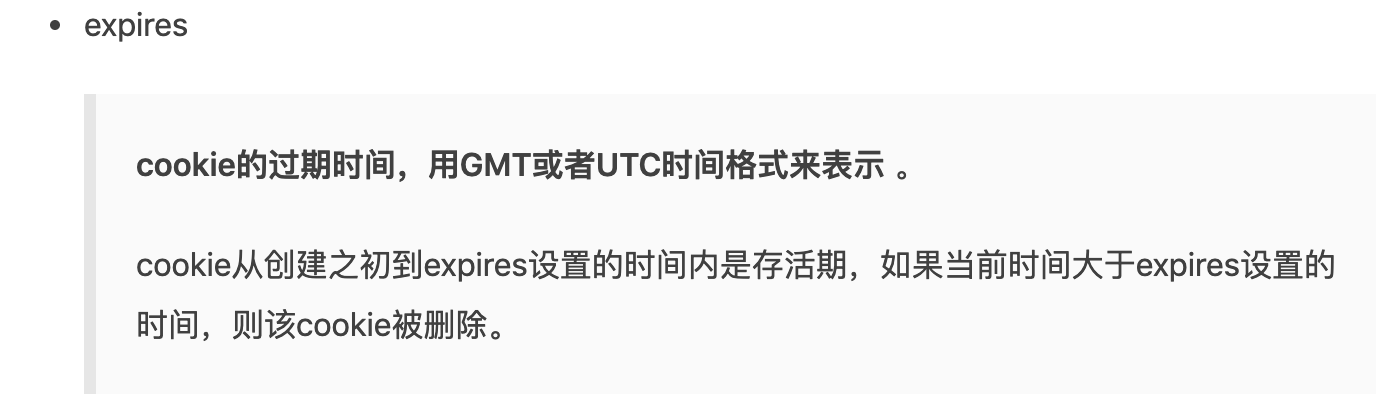 • expires
cookie的过期时间，用GMT或者UTC时间格式来表示 。
cookie从创建之初到expires设置的时间内是存活期，如果当前时间大于expires设置的
时间，则该cookie被删除。